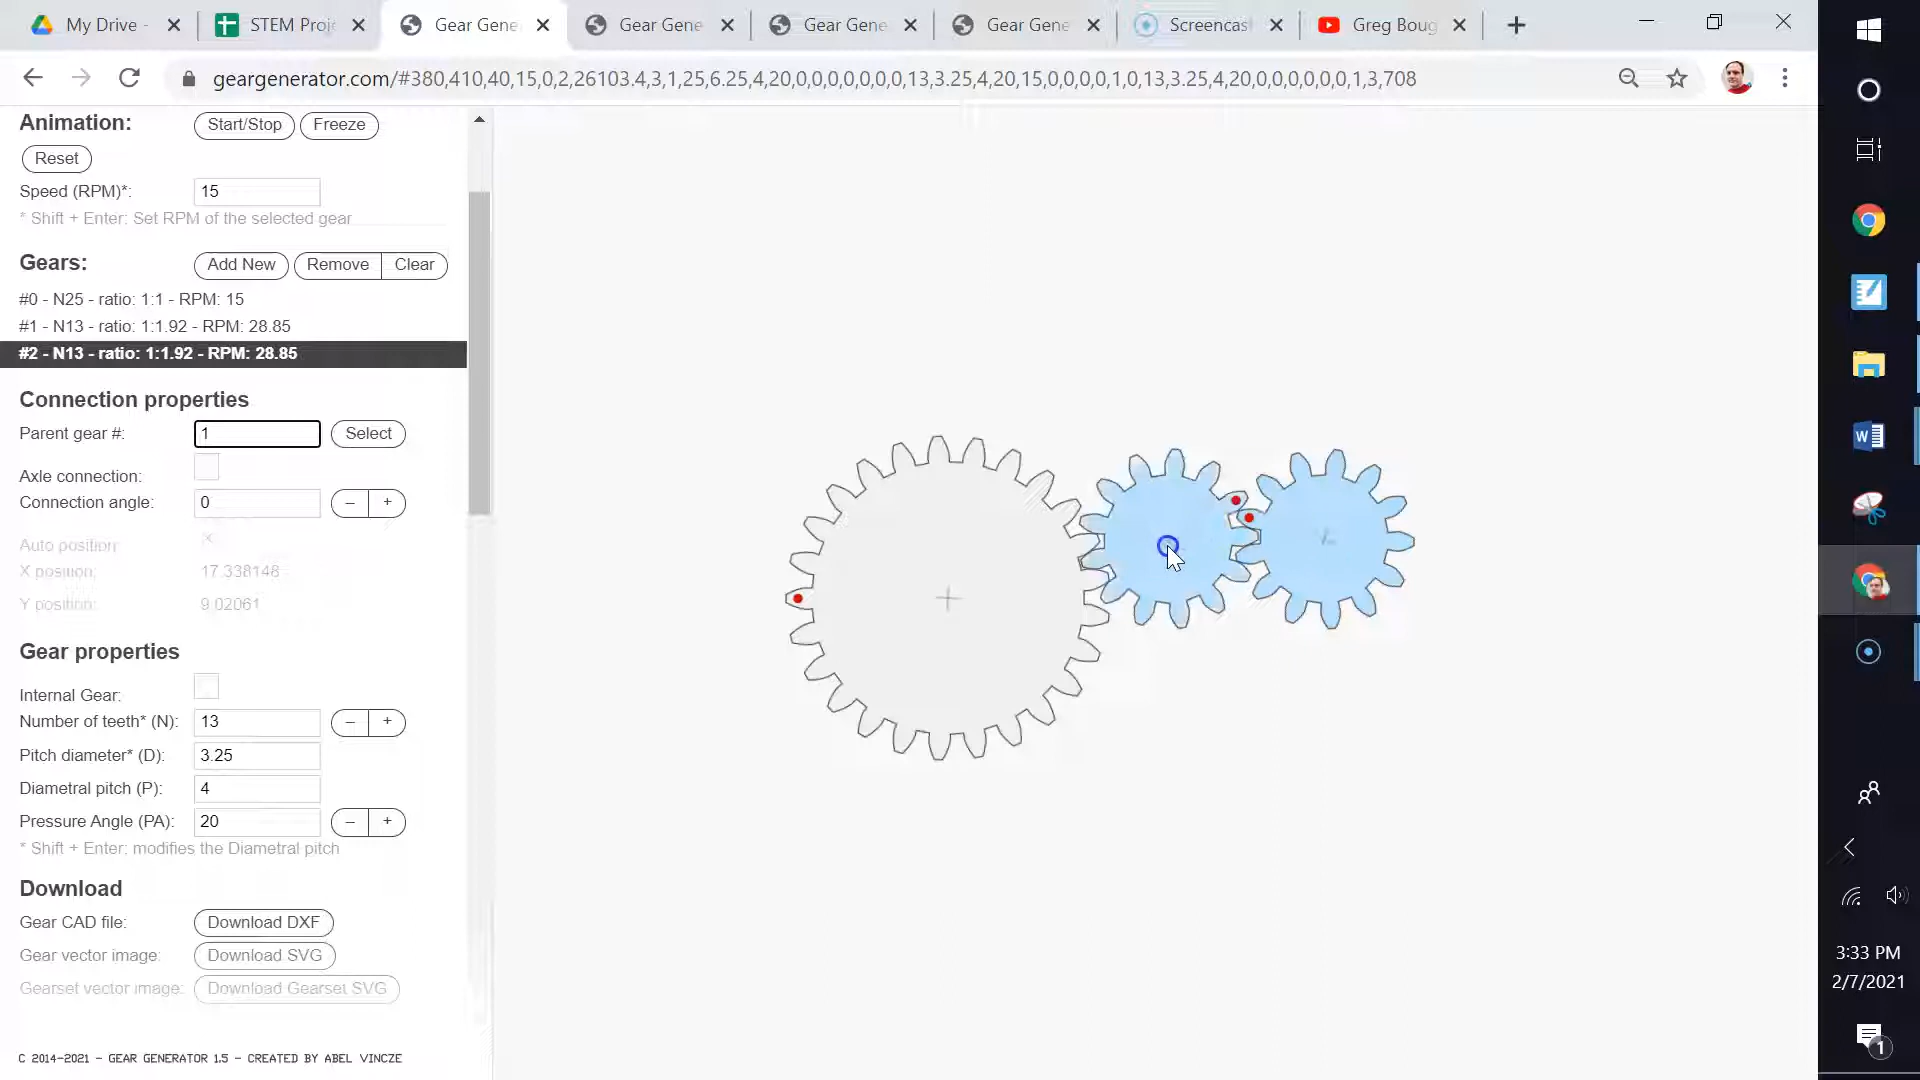 My Drive -
STEM Proje
Gear Gene
Gear Gene
Gear Gene
Gear Gene
Screencast
Greg Boug
geargenerator.com/#380,410,40,15,0,2,26103.4,3,1,25,6.25,4,20,0,0,0,0,0,0,0,13,3.25,4,20,15,0,0,0,0,1,0,13,3.25,4,20,0,0,0,0,0,0,1,3,708
Animation:
Start/Stop
Freeze
Reset
Speed (RPM)*:
15
* Shift + Enter: Set RPM of the selected gear
Gears:
Add New
Remove
Clear
#0 - N25 - ratio: 1:1 - RPM: 15
#1 - N13 - ratio: 1:1.92 - RPM: 28.85
#2 - N13 - ratio: 1:1.92 - RPM: 28.85
Connection properties
Parent gear #:
1
Select
Axle connection:
Connection angle:
0
–
+
Auto position:
X position:
17.338148
Y position:
9.02061
Gear properties
Internal Gear:
Number of teeth* (N):
13
–
+
Pitch diameter* (D):
3.25
Diametral pitch (P):
4
Pressure Angle (PA):
20
–
+
* Shift + Enter: modifies the Diametral pitch
Download
Gear CAD file:
Download DXF
Gear vector image:
Download SVG
Gearset vector image:
Download Gearset SVG
C 2014-2021 - GEAR GENERATOR 1.5 - CREATED BY ABEL VINCZE
W
3:33 PM
2/7/2021
1